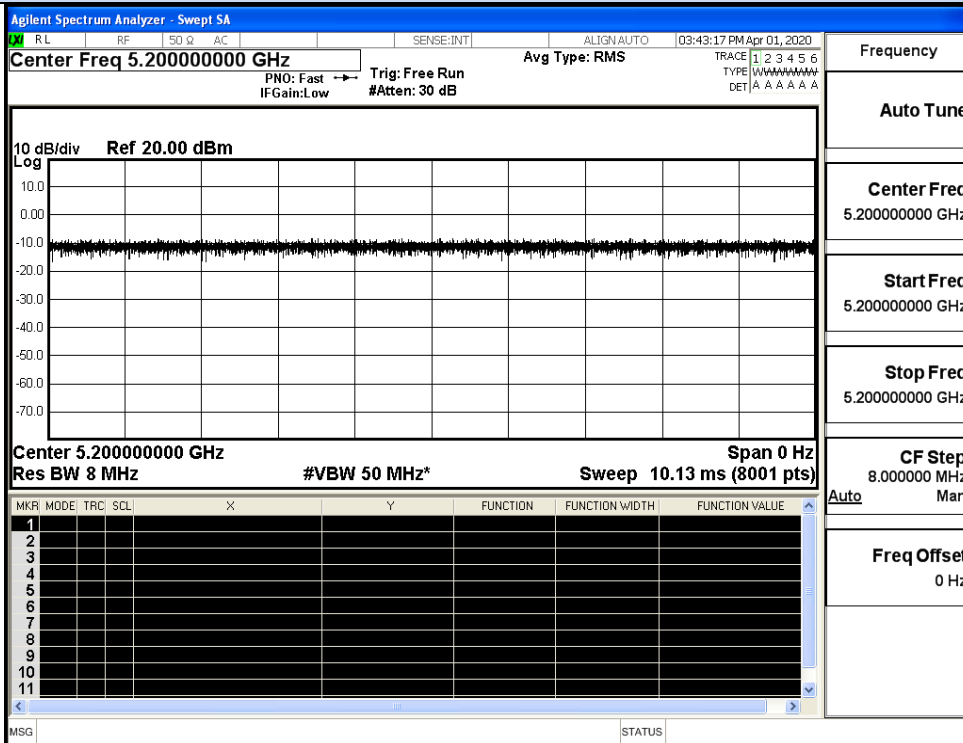 Agilent Spectrum Analyzer - Swept SA
LXI RL RF 50 Ω AC SENSE:INT ALIGNAUTO 03:43:17 PM Apr 01, 2020
Center Freq 5.200000000 GHz
PNO: Fast
IFGain:Low
Trig: Free Run
#Atten: 30 dB
Avg Type: RMS
TRACE 1 2 3 4 5 6
TYPE WWWWWW
DET A A A A A A
10 dB/div Ref 20.00 dBm
Log
10.0
0.00
-10.0
-20.0
-30.0
-40.0
-50.0
-60.0
-70.0
Center 5.200000000 GHz Span 0 Hz
Res BW 8 MHz #VBW 50 MHz* Sweep 10.13 ms (8001 pts)
MKR MODE TRC SCL X Y FUNCTION FUNCTION WIDTH FUNCTION VALUE
1
2
3
4
5
6
7
8
9
10
11
MSG STATUS
Frequency
Auto Tune
Center Freq
5.200000000 GHz
Start Freq
5.200000000 GHz
Stop Freq
5.200000000 GHz
CF Step
8.000000 MHz
Auto Man
Freq Offset
0 Hz